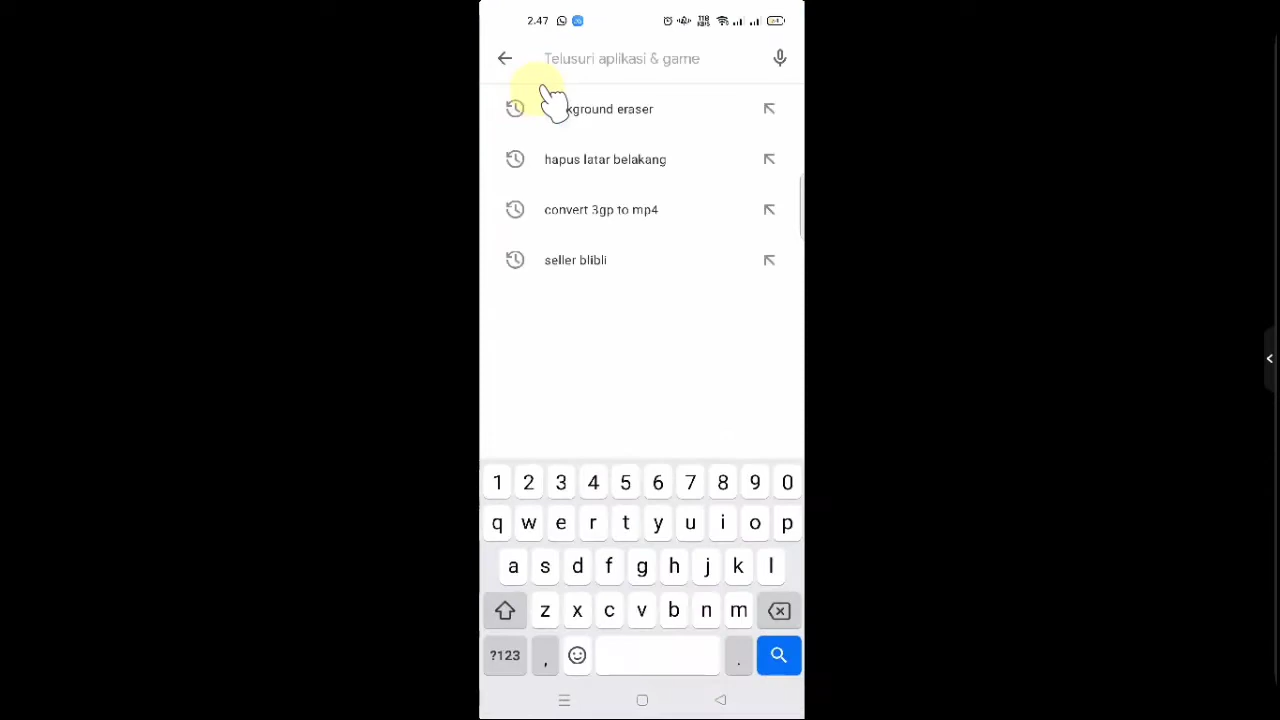 2.47
Telusuri aplikasi & game
kground eraser
hapus latar belakang
convert 3gp to mp4
seller blibli
1 2 3 4 5 6 7 8 9 0
q w e r t y u i o p
a s d f g h j k l
z x c v b n m
?123 , .